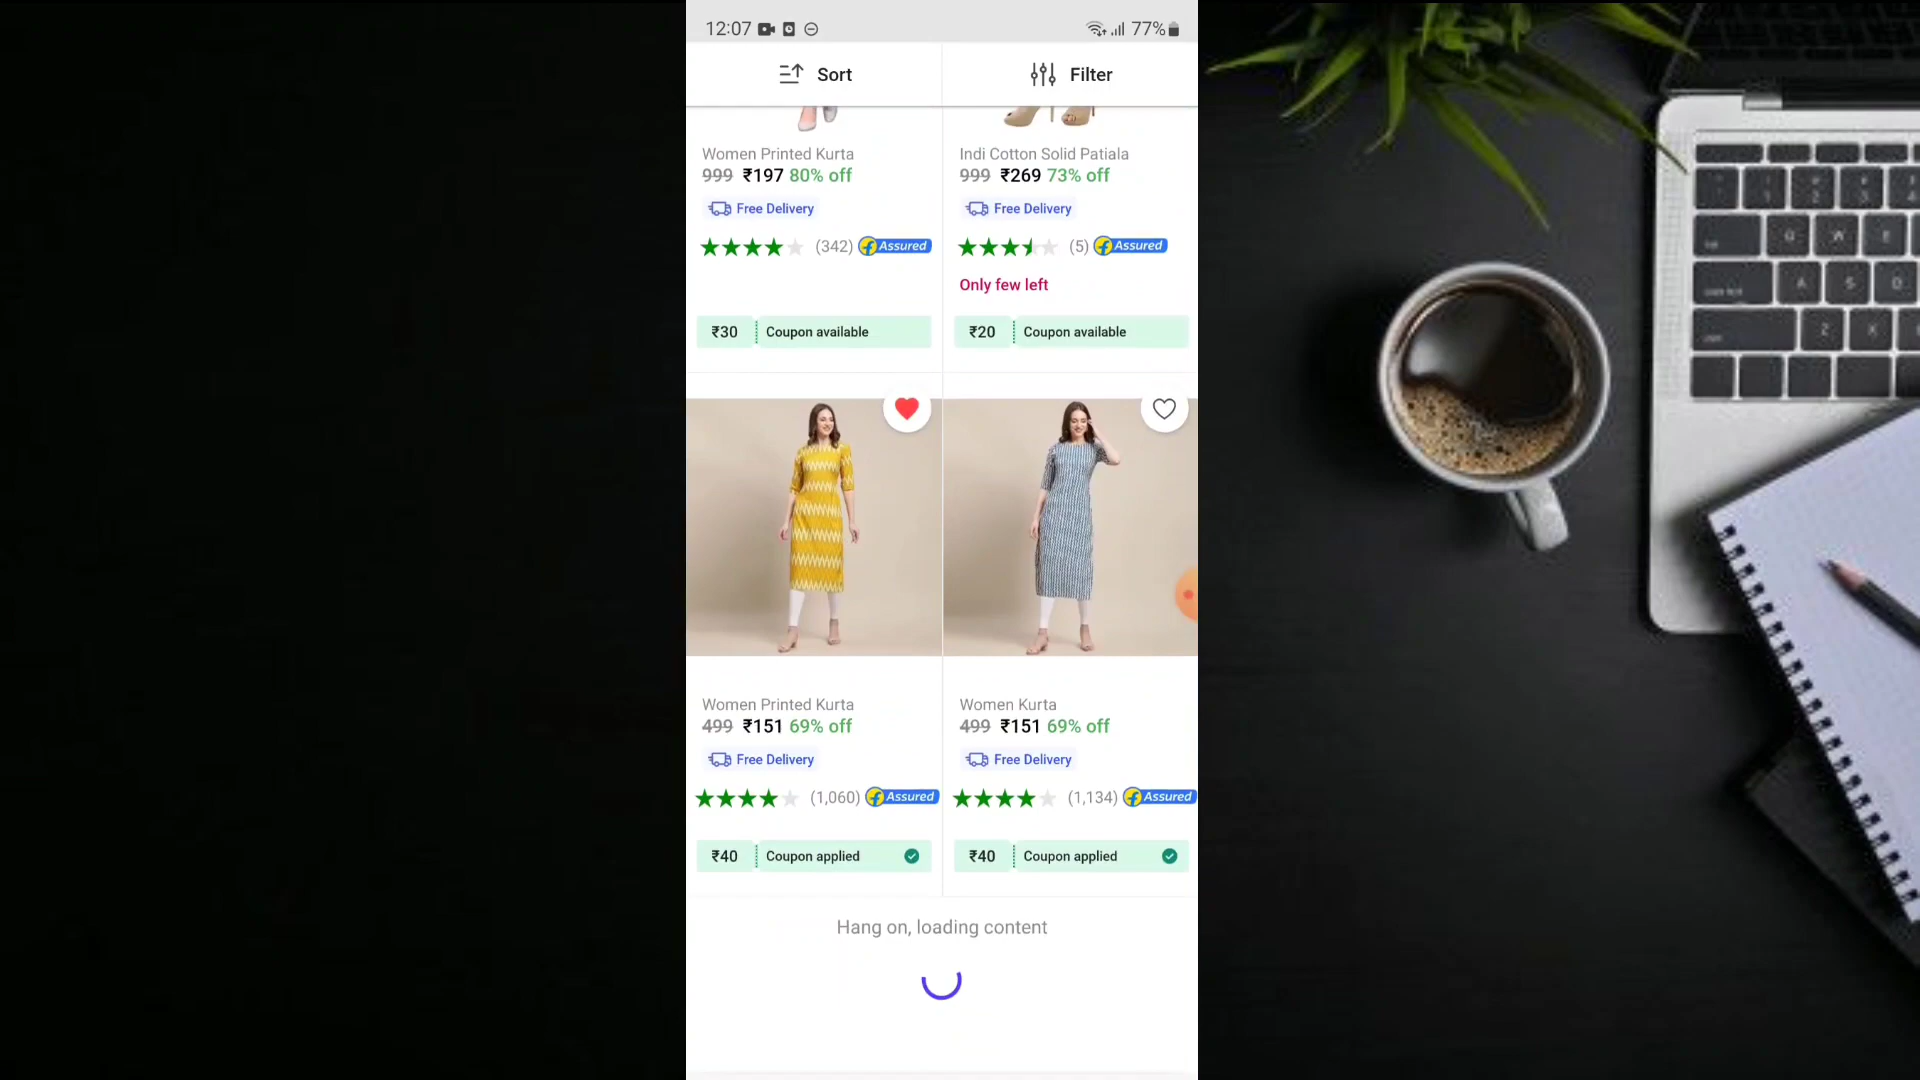 12:07 77%
Sort Filter
Women Printed Kurta
999 ₹197 80% off
Free Delivery
(342) Assured
₹30 Coupon available
Indi Cotton Solid Patiala
999 ₹269 73% off
Free Delivery
(5) Assured
Only few left
₹20 Coupon available
Women Printed Kurta
499 ₹151 69% off
Free Delivery
(1,060) Assured
₹40 Coupon applied
Women Kurta
499 ₹151 69% off
Free Delivery
(1,134) Assured
₹40 Coupon applied
Hang on, loading content